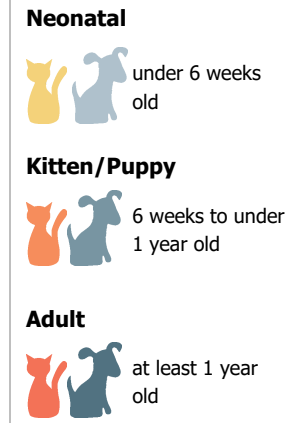 Neonatal
under 6 weeks
old
Kitten/Puppy
6 weeks to under
1 year old
Adult
at least 1 year
old